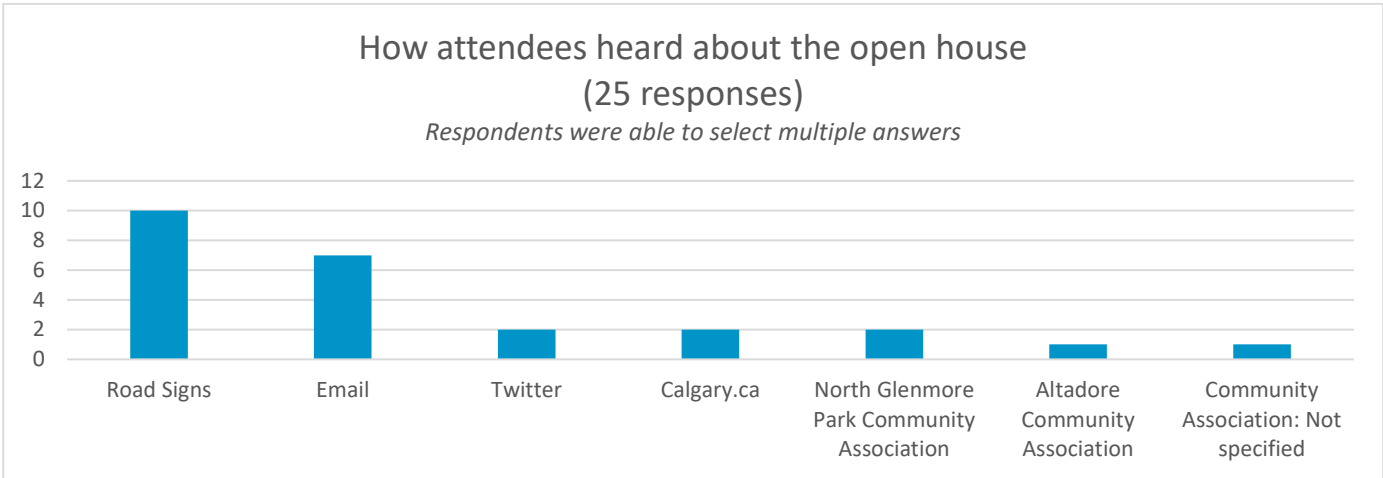 How attendees heard about the open house
(25 responses)
Respondents were able to select multiple answers
12
10
8
6
4
2
0
Road Signs
Email
Twitter
Calgary.ca
North Glenmore
Park Community
Association
Altadore
Community
Association
Community
Association: Not
specified